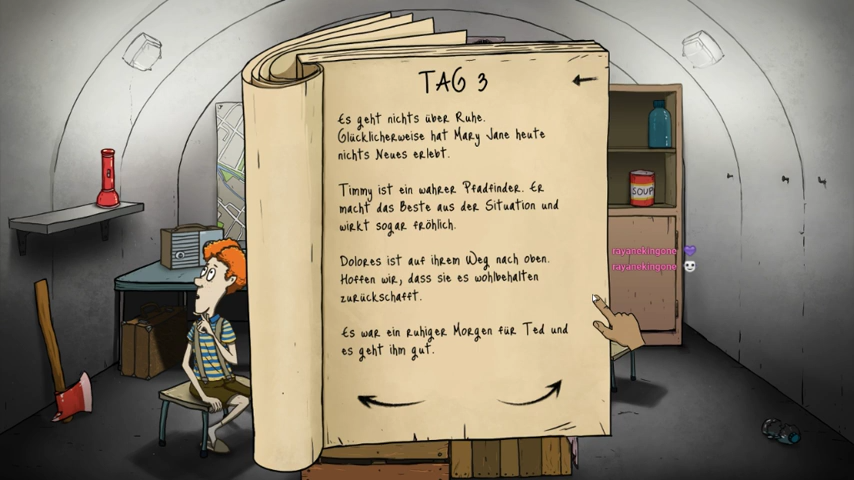 TAG 3
Es geht nichts über Ruhe.
Glücklicherweise hat Mary Jane heute
nichts Neues erlebt.
Timmy ist ein wahrer Pfadfinder. Er
macht das Beste aus der Situation und
wirkt sogar fröhlich.
Dolores ist auf ihrem Weg nach oben.
Hoffen wir, dass sie es wohlbehalten
zurückschafft.
Es war ein ruhiger Morgen für Ted und
es geht ihm gut.
SOUP
rayanekingone
rayanekingone